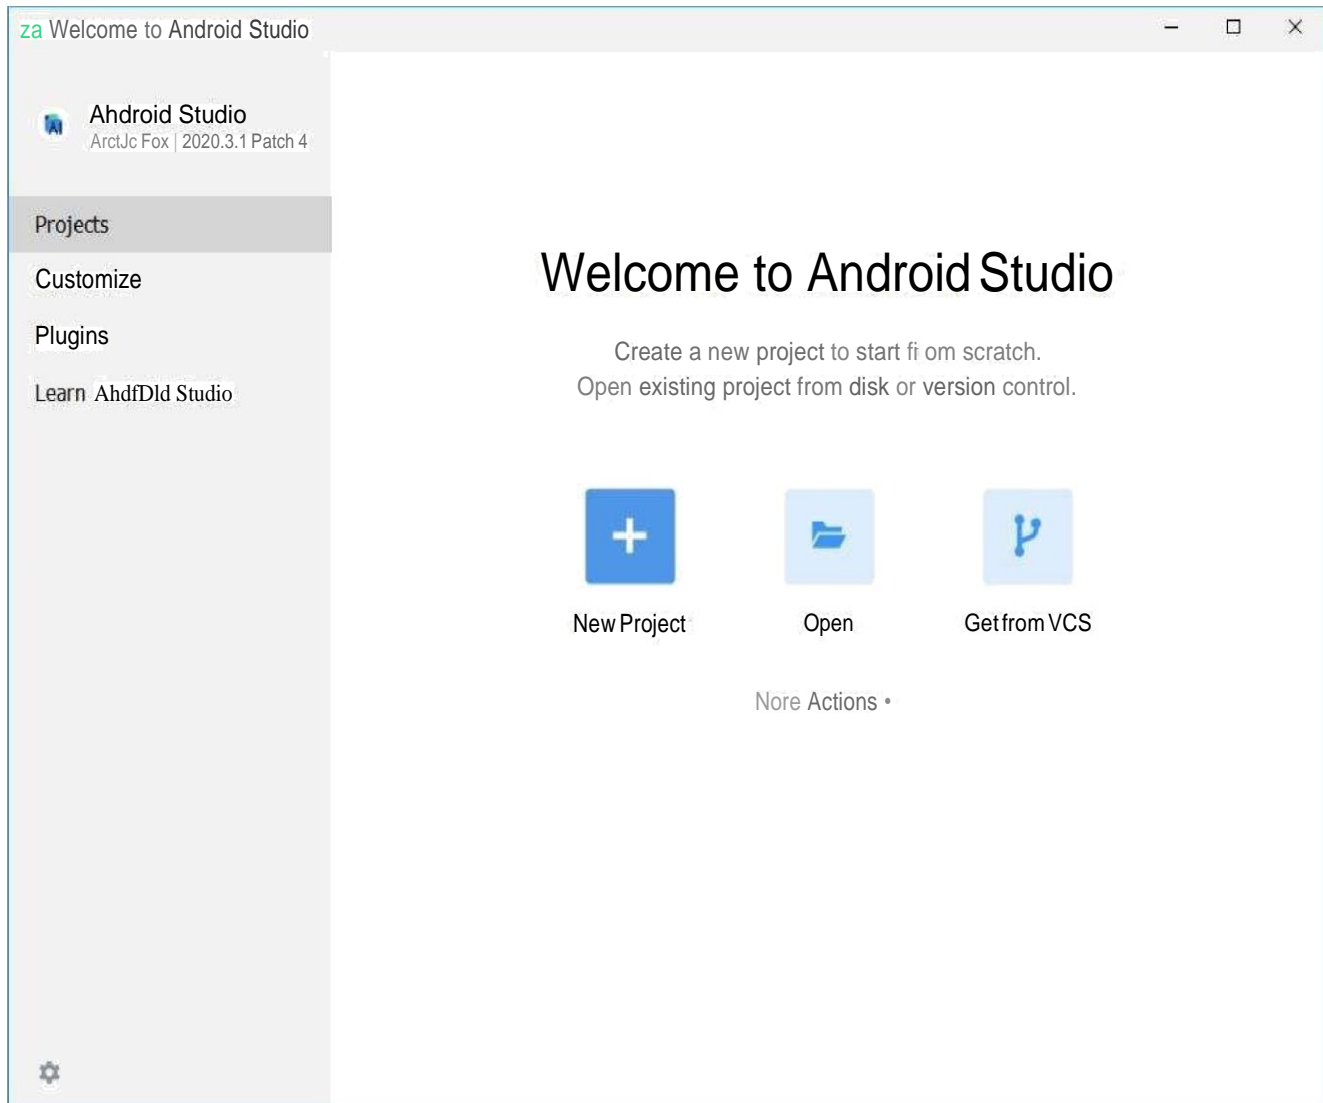 za Welcome to Android Studio
Ahdroid Studio
ArctJc Fox | 2020.3.1 Patch 4
Projects
Customize
Plugins
Learn AhdfDld Studio
Welcome to Android Studio
Create a new project to start fi om scratch.
Open existing project from disk or version control.
New Project
Open
Get from VCS
Nore Actions •